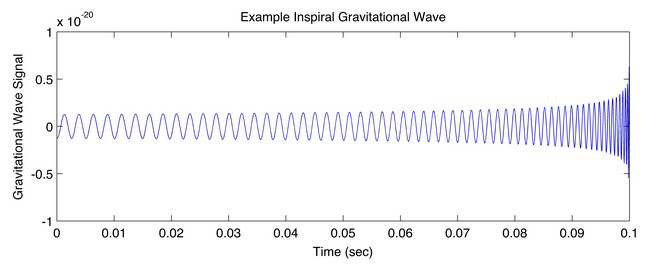 Example Inspiral Gravitational Wave
x 10^-20
1
0.5
0
-0.5
-1
Gravitational Wave Signal
0 0.01 0.02 0.03 0.04 0.05 0.06 0.07 0.08 0.09 0.1
Time (sec)